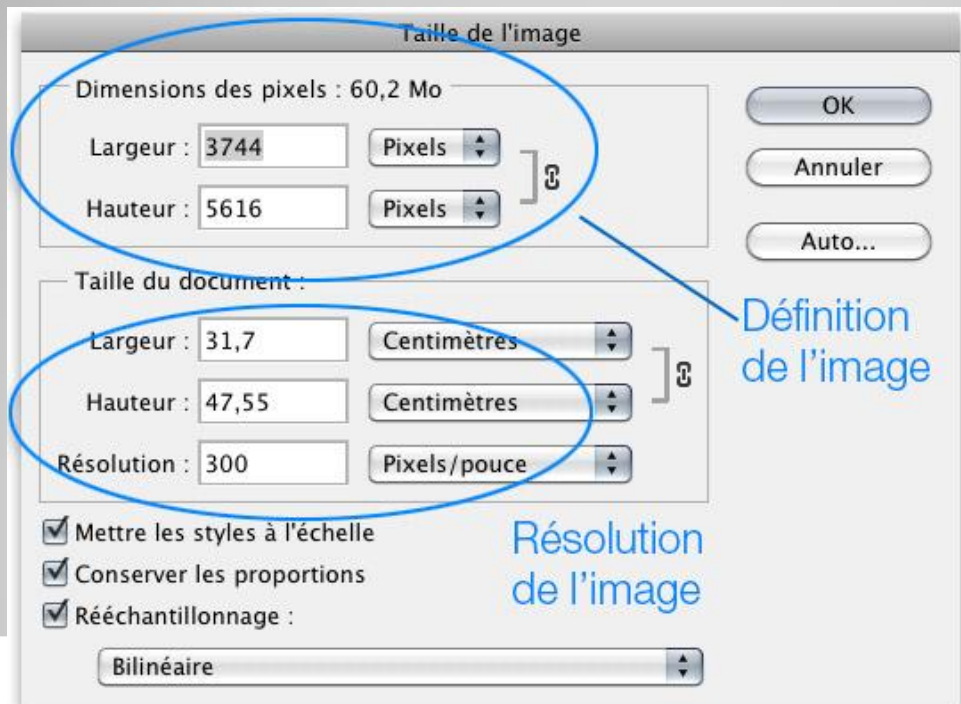 Taille de l'image
Dimensions des pixels : 60,2 Mo
Largeur : 3744 Pixels
Hauteur : 5616 Pixels
OK
Annuler
Auto...
Définition
de l'image
Taille du document :
Largeur : 31,7 Centimètres
Hauteur : 47,55 Centimètres
Résolution : 300 Pixels/pouce
Résolution
de l'image
Mettre les styles à l'échelle
Conserver les proportions
Rééchantillonnage :
Bilinéaire